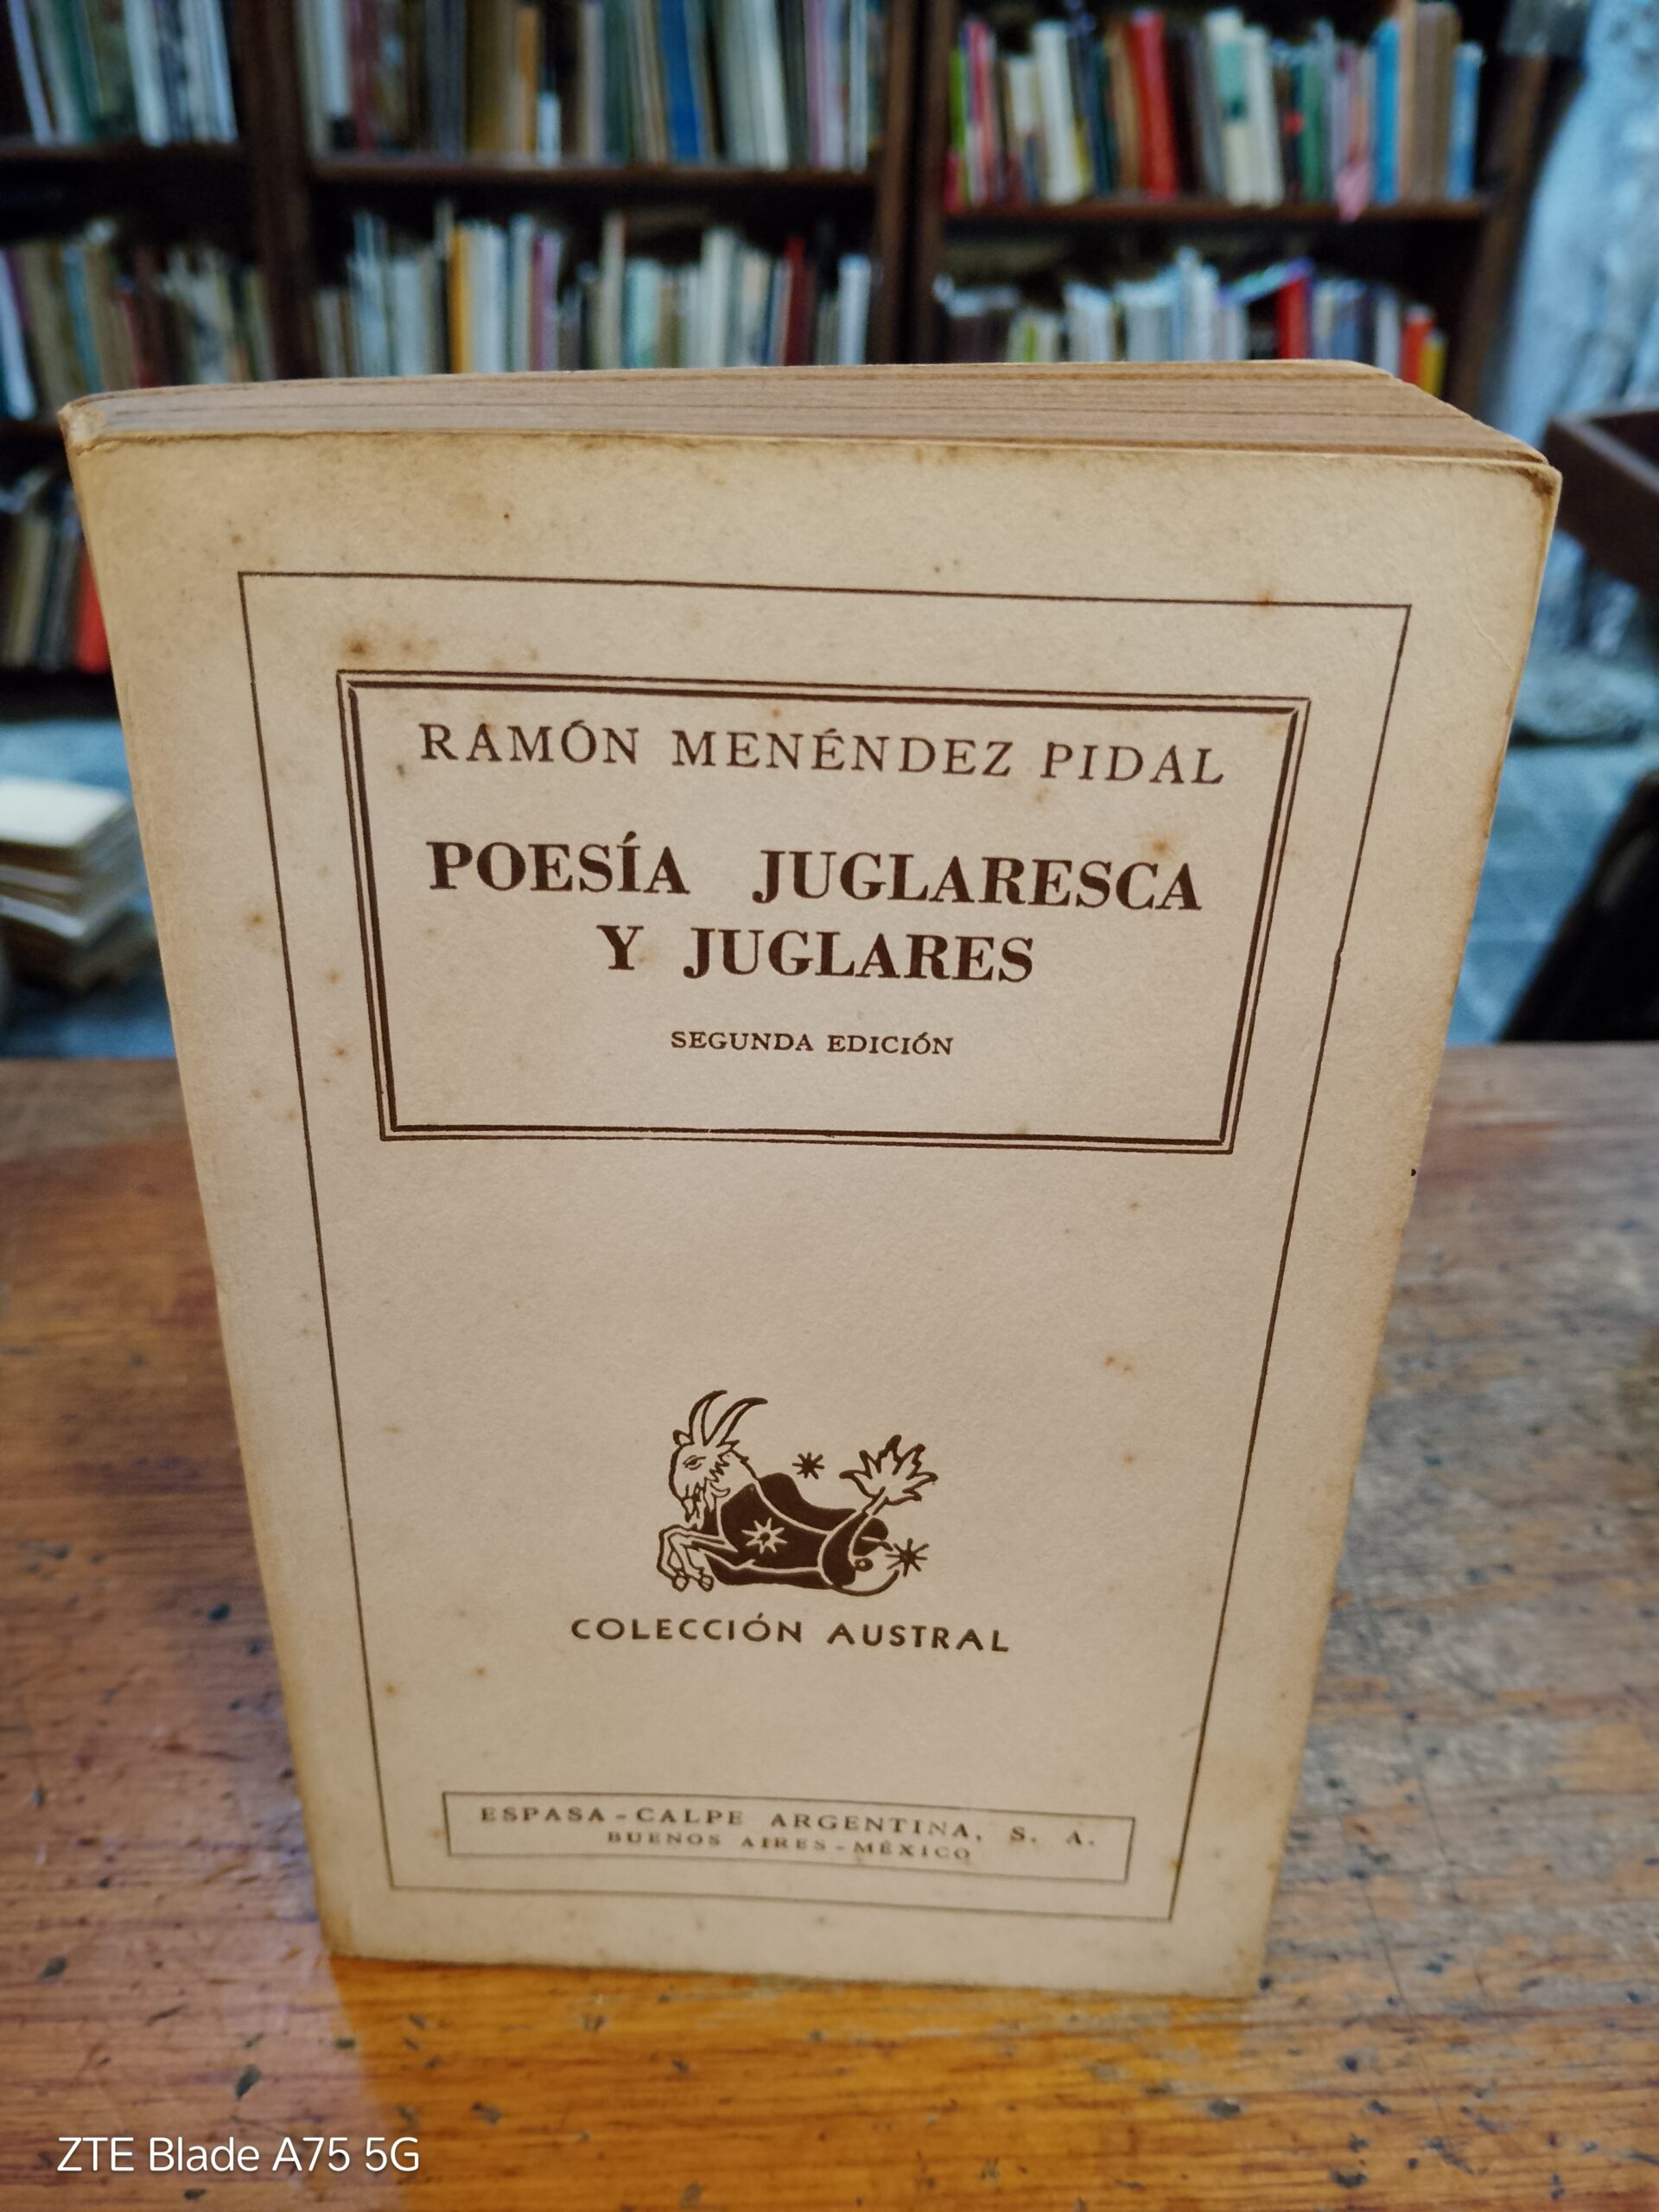 RAMÓN MENÉNDEZ PIDAL
POESÍA JUGLARESCA
Y JUGLARES
SEGUNDA EDICIÓN
COLECCIÓN AUSTRAL
ESPASA-CALPE ARGENTINA, S. A.
BUENOS AIRES-MÉXICO
ZTE Blade A75 5G